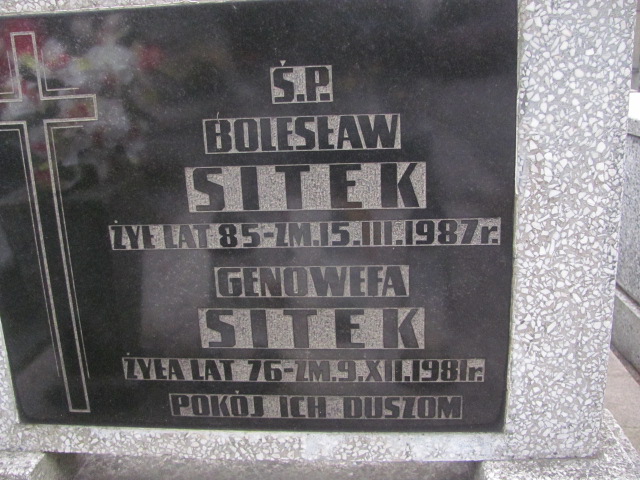 Ś.P.
BOLESŁAW
SITEK
ŻYŁ LAT 85-ZM.15.III.1987r.
GENOWEFA
SITEK
ŻYŁA LAT 76-ZM.9.XII.1981r.
POKÓJ ICH DUSZOM